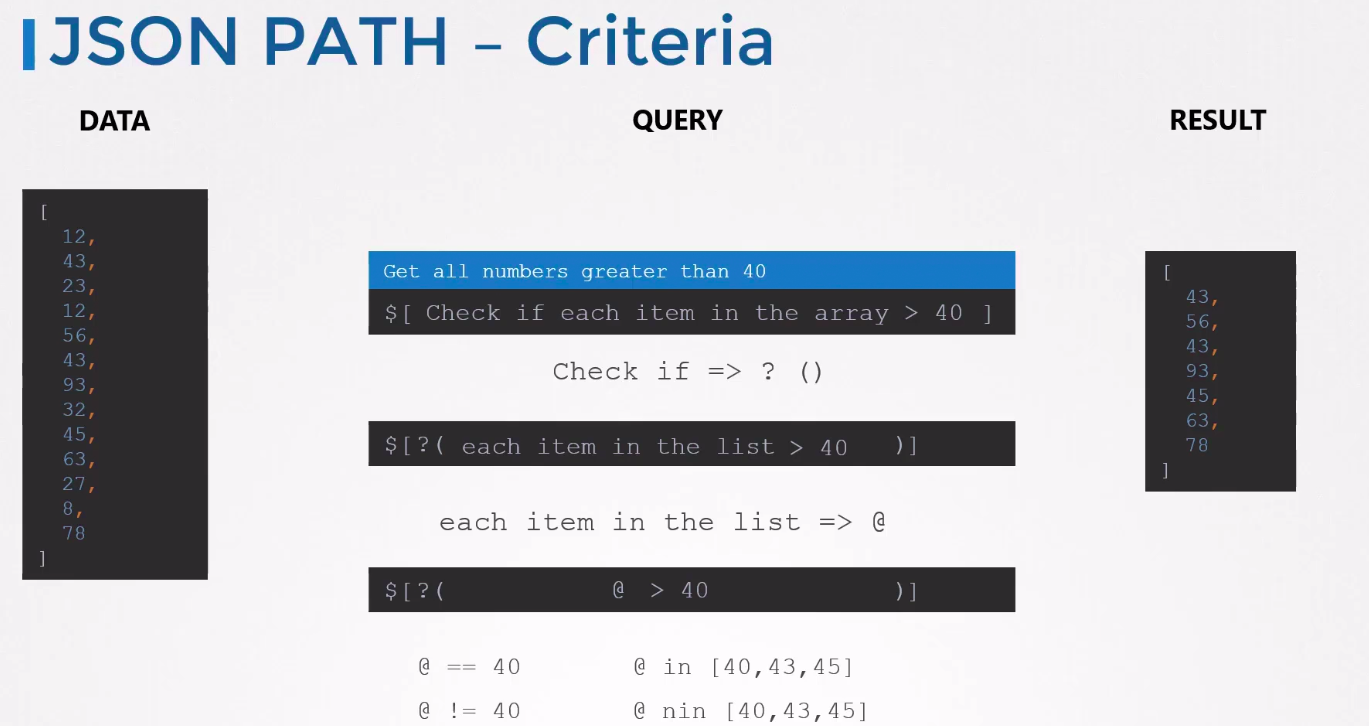 JSON PATH – Criteria
DATA
QUERY
RESULT
[
12,
43,
23,
12,
56,
43,
93,
32,
45,
63,
27,
8,
78
]
Get all numbers greater than 40
$[ Check if each item in the array > 40 ]
Check if => ? ()
$[?( each item in the list > 40 )]
each item in the list => @
$[?( @ > 40 )]
@ == 40
@ in [40,43,45]
@ != 40
@ nin [40,43,45]
[
43,
56,
43,
93,
45,
63,
78
]